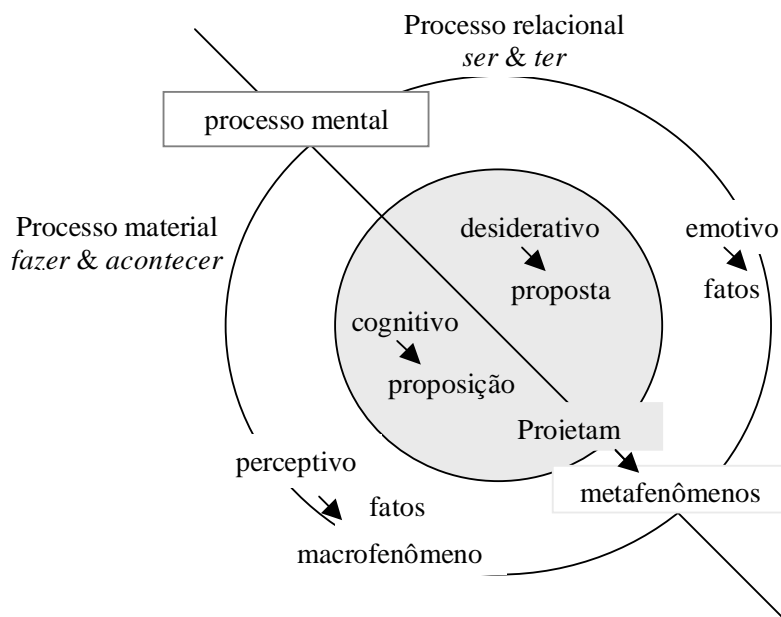 Processo relacional
ser & ter
processo mental
Processo material
fazer & acontecer
desiderativo
proposta
emotivo
fatos
cognitivo
proposição
Projetam
metafenômenos
perceptivo
fatos
macrofenômeno